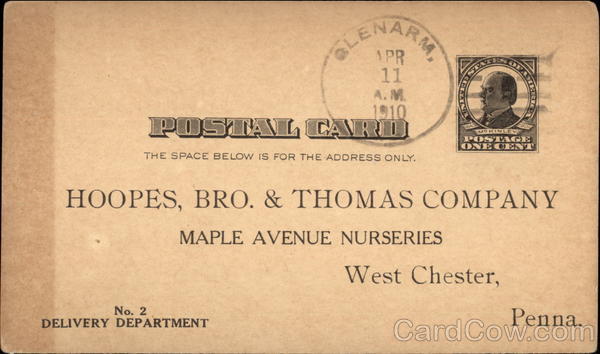 GLENARM,
APR
11
A.M.
1910
UNITED STATES OF AMERICA
McKINLEY
POSTAGE
ONE CENT
POSTAL CARD
THE SPACE BELOW IS FOR THE ADDRESS ONLY.
HOOPES, BRO. & THOMAS COMPANY
MAPLE AVENUE NURSERIES
West Chester,
Penna.
No. 2
DELIVERY DEPARTMENT
CardCow.com